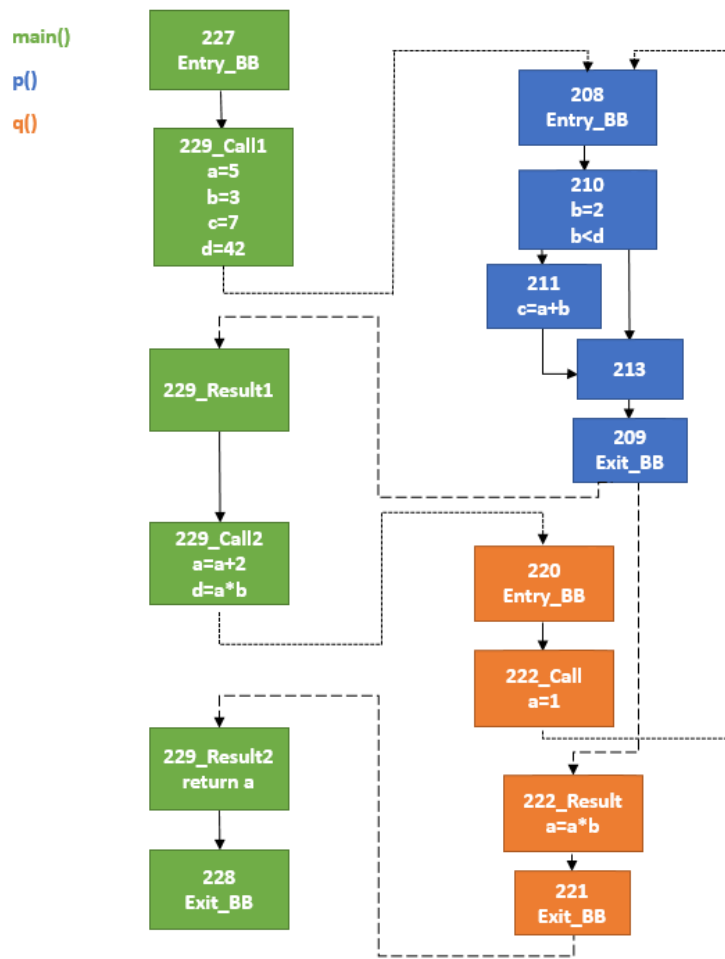 main()
p()
q()
227
Entry_BB
229_Call1
a=5
b=3
c=7
d=42
208
Entry_BB
210
b=2
b<d
211
c=a+b
213
209
Exit_BB
229_Result1
229_Call2
a=a+2
d=a*b
220
Entry_BB
222_Call
a=1
229_Result2
return a
222_Result
a=a*b
228
Exit_BB
221
Exit_BB